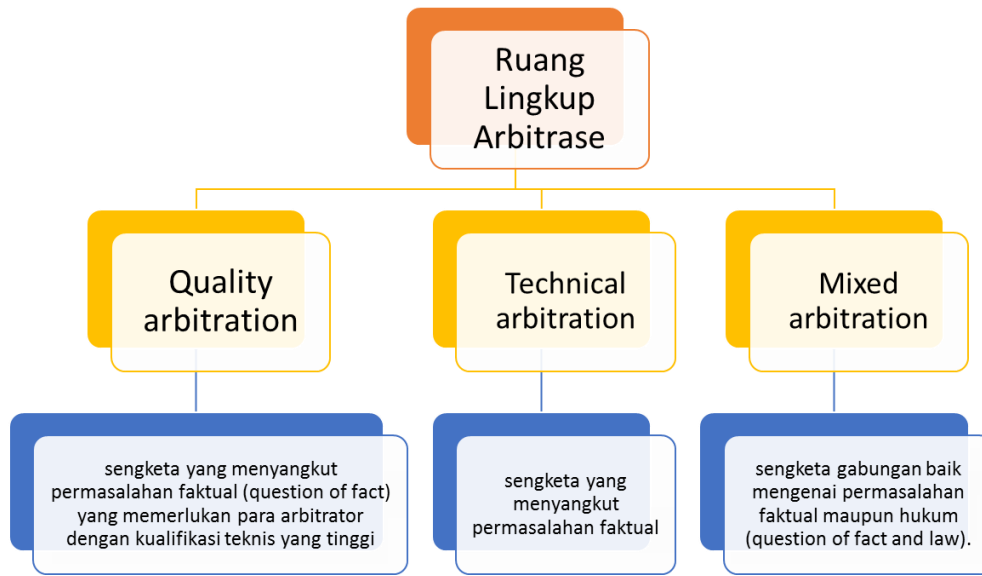 Ruang
Lingkup
Arbitrase
Quality
arbitration
Technical
arbitration
Mixed
arbitration
sengketa yang menyangkut
permasalahan faktual (question of fact)
yang memerlukan para arbitrator
dengan kualifikasi teknis yang tinggi
sengketa yang
menyangkut
permasalahan faktual
sengketa gabungan baik
mengenai permasalahan
faktual maupun hukum
(question of fact and law).